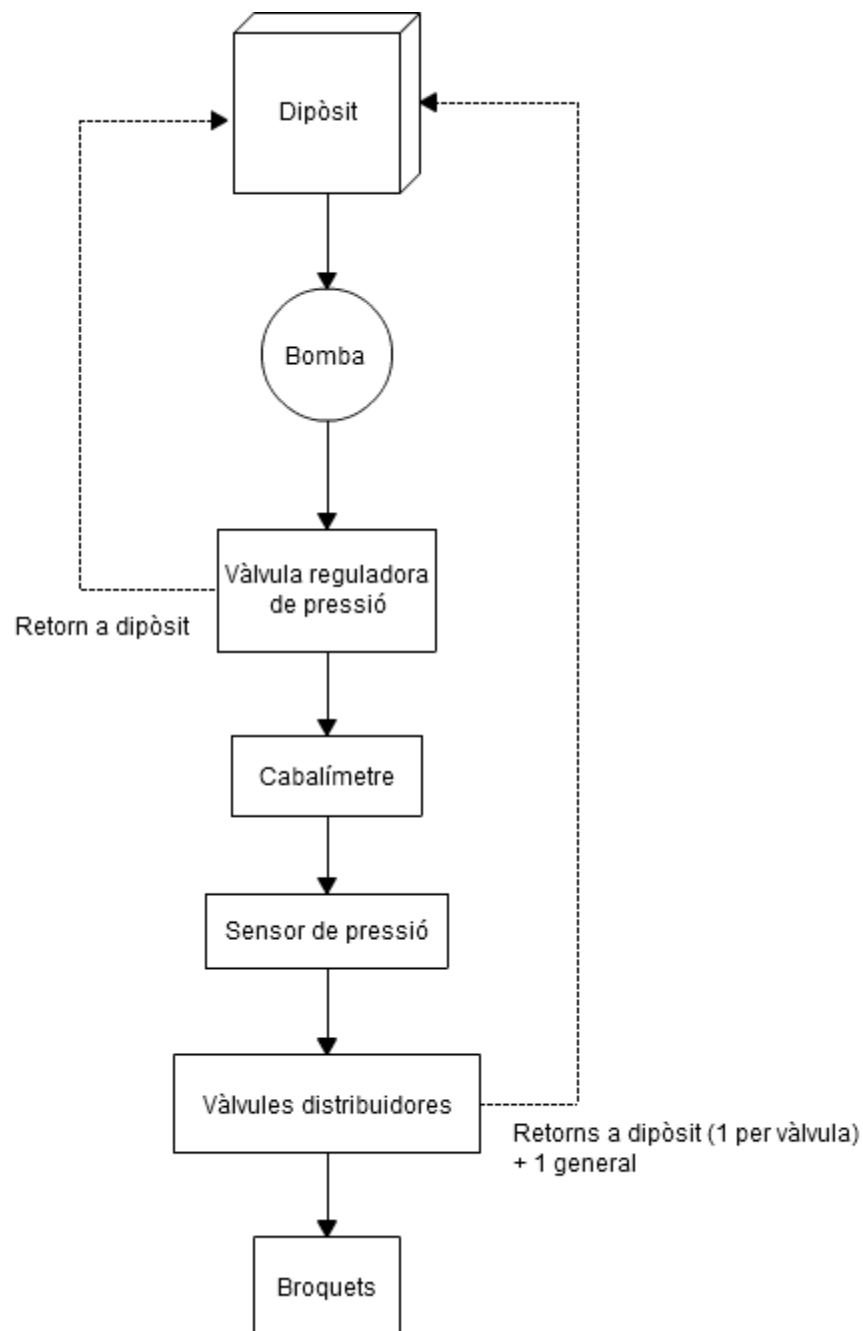 Dipòsit
Bomba
Vàlvula reguladora
de pressió
Retorn a dipòsit
Cabalímetre
Sensor de pressió
Vàlvules distribuidores
Retorns a dipòsit (1 per vàlvula)
+ 1 general
Broquets